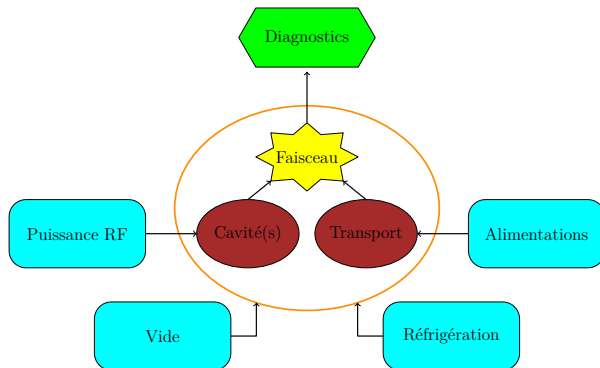 Diagnostics
Faisceau
Puissance RF
Cavité(s)
Transport
Alimentations
Vide
Réfrigération